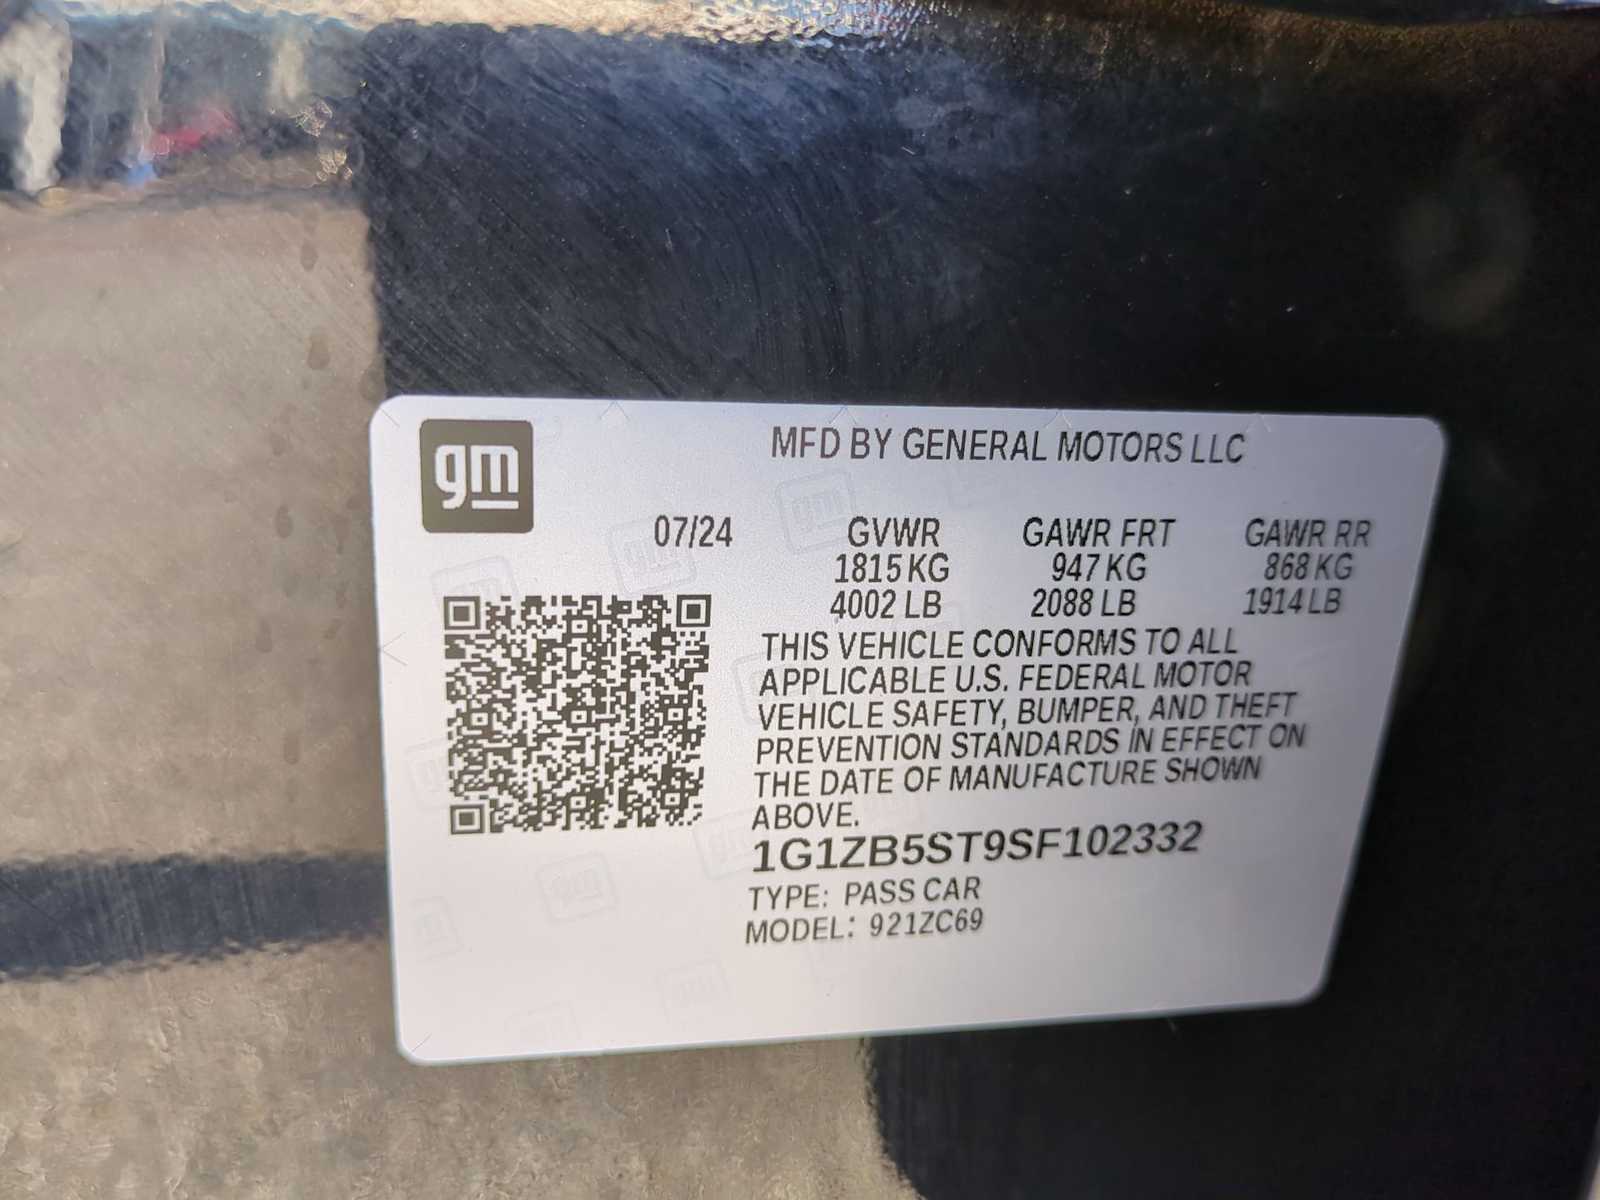 gm
MFD BY GENERAL MOTORS LLC
07/24 GVWR GAWR FRT GAWR RR
1815 KG 947 KG 868 KG
4002 LB 2088 LB 1914 LB
THIS VEHICLE CONFORMS TO ALL
APPLICABLE U.S. FEDERAL MOTOR
VEHICLE SAFETY, BUMPER, AND THEFT
PREVENTION STANDARDS IN EFFECT ON
THE DATE OF MANUFACTURE SHOWN
ABOVE.
1G1ZB5ST9SF102332
TYPE: PASS CAR
MODEL: 921ZC69